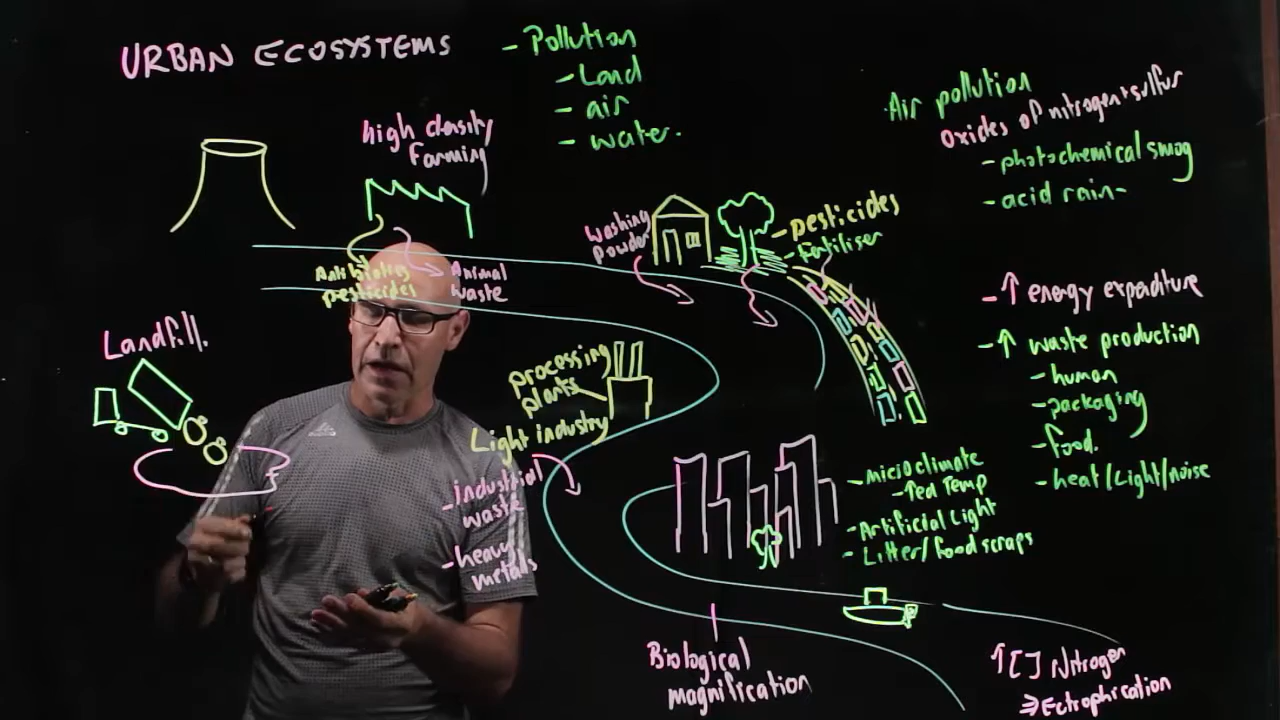 URBAN ECOSYSTEMS
- Pollution
- Land
- air
- water.
Air pollution
oxides of nitrogen + sulfur
- photochemical smog
- acid rain -
high density
farming
Washing
powder
- pesticides
- Fertiliser
Antibiotics
pesticides
Animal
waste
Landfill.
processing
plants
Light industry
- industrial
waste
- heavy
metals
- ↑ energy expenditure
- ↑ waste production
- human
- packaging
- food.
- heat/Light/noise
- microclimate
- ↑ed Temp
- Artificial Light
- Litter/food scraps
Biological
magnification
↑[ ] Nitrogen
⇒ Ectrophication